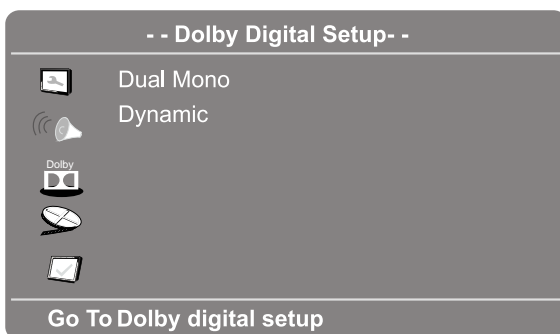 - - Dolby Digital Setup- -
Dual Mono
Dynamic
Dolby
Go To Dolby digital setup